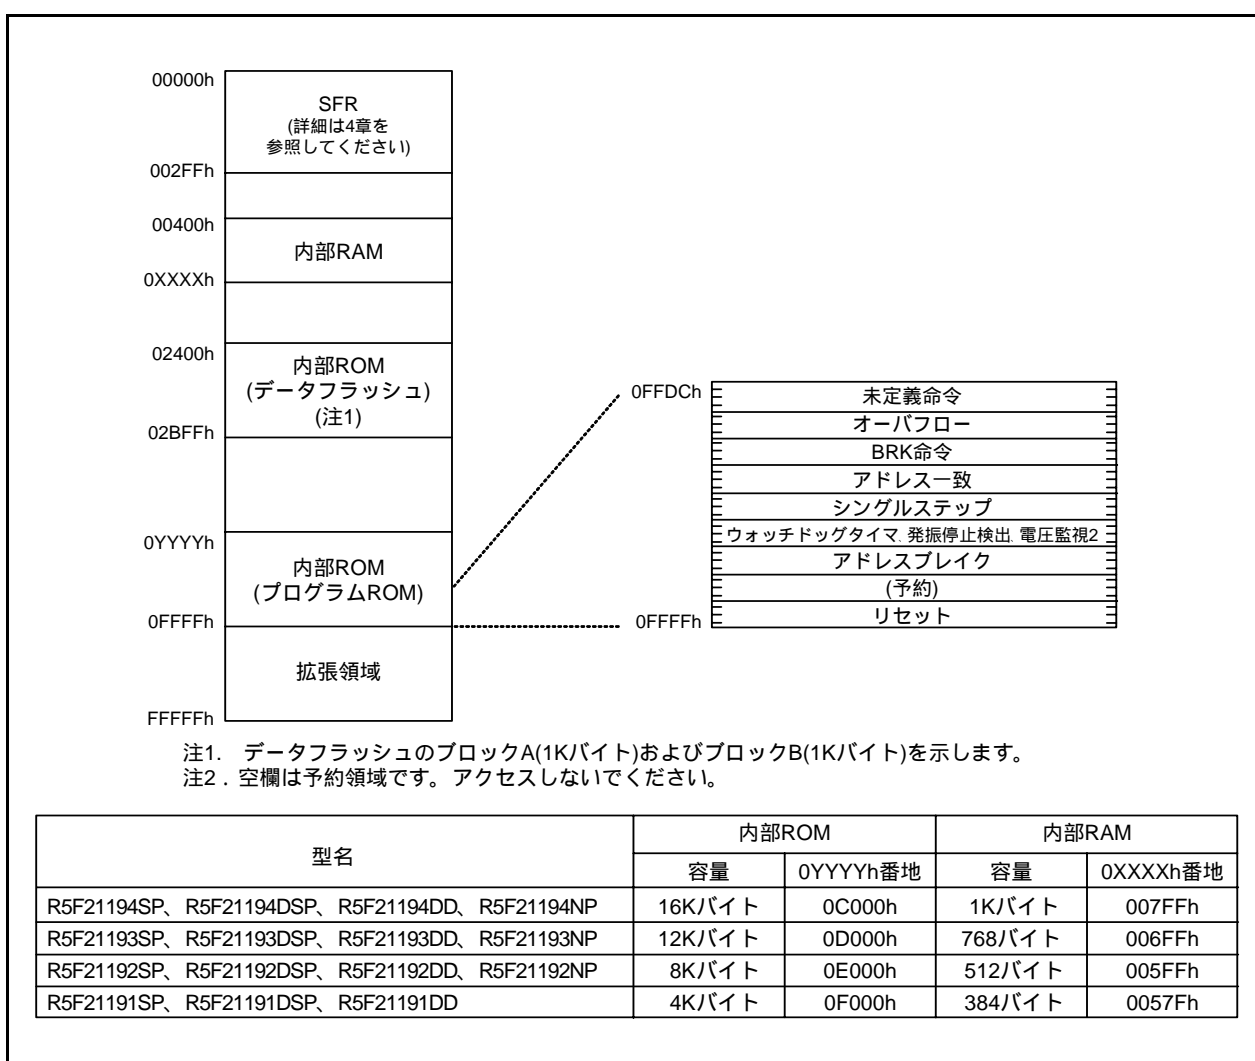 00000h
SFR
(詳細は4章を
参照してください)
002FFh
00400h
内部RAM
0XXXXh
02400h
内部ROM
(データフラッシュ)
(注1)
02BFFh
0YYYYh
内部ROM
(プログラムROM)
0FFFFh
拡張領域
FFFFFh
0FFDCh
未定義命令
オーバフロー
BRK命令
アドレス一致
シングルステップ
ウォッチドッグタイマ、発振停止検出、電圧監視2
アドレスブレイク
(予約)
リセット
0FFFFh
注1. データフラッシュのブロックA(1Kバイト)およびブロックB(1Kバイト)を示します。
注2．空欄は予約領域です。アクセスしないでください。
型名 内部ROM 内部RAM
容量 0YYYYh番地 容量 0XXXXh番地
R5F21194SP、R5F21194DSP、R5F21194DD、R5F21194NP 16Kバイト 0C000h 1Kバイト 007FFh
R5F21193SP、R5F21193DSP、R5F21193DD、R5F21193NP 12Kバイト 0D000h 768バイト 006FFh
R5F21192SP、R5F21192DSP、R5F21192DD、R5F21192NP 8Kバイト 0E000h 512バイト 005FFh
R5F21191SP、R5F21191DSP、R5F21191DD 4Kバイト 0F000h 384バイト 0057Fh